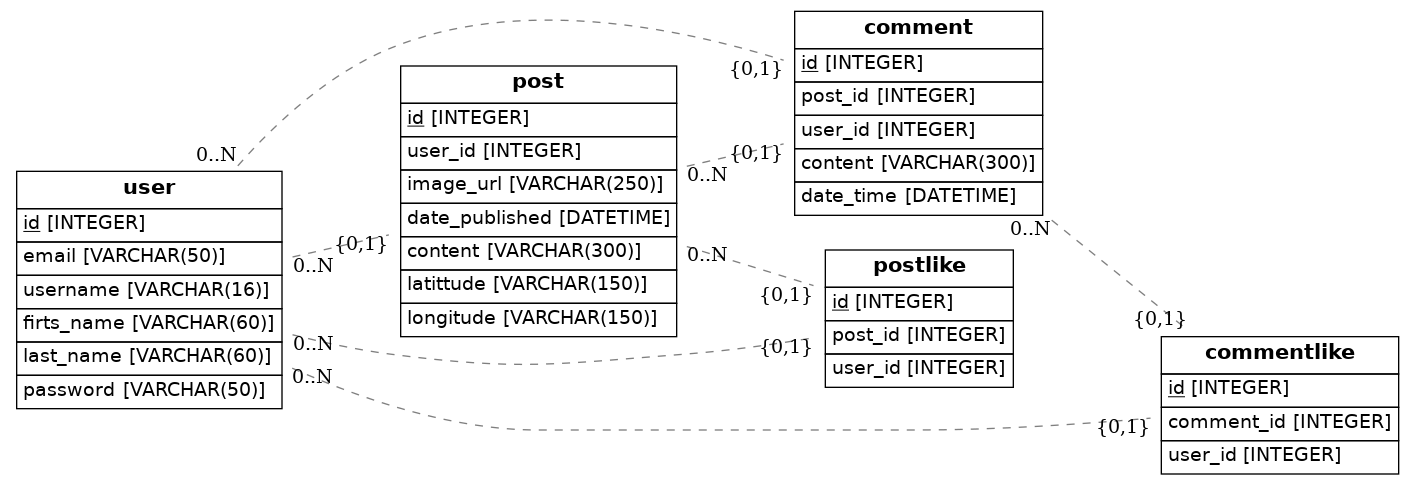 user
id [INTEGER]
email [VARCHAR(50)]
username [VARCHAR(16)]
firts_name [VARCHAR(60)]
last_name [VARCHAR(60)]
password [VARCHAR(50)]
post
id [INTEGER]
user_id [INTEGER]
image_url [VARCHAR(250)]
date_published [DATETIME]
content [VARCHAR(300)]
latittude [VARCHAR(150)]
longitude [VARCHAR(150)]
comment
id [INTEGER]
post_id [INTEGER]
user_id [INTEGER]
content [VARCHAR(300)]
date_time [DATETIME]
postlike
id [INTEGER]
post_id [INTEGER]
user_id [INTEGER]
commentlike
id [INTEGER]
comment_id [INTEGER]
user_id [INTEGER]
0..N
{0,1}
0..N
{0,1}
0..N
{0,1}
0..N
{0,1}
0..N
{0,1}
0..N
{0,1}
0..N
{0,1}